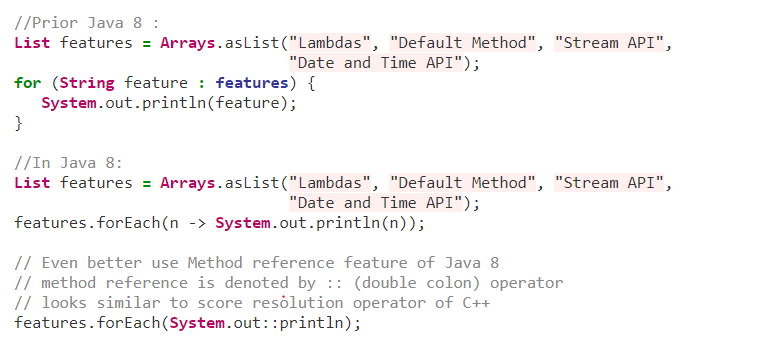 //Prior Java 8 :
List features = Arrays.asList("Lambdas", "Default Method", "Stream API",
"Date and Time API");
for (String feature : features) {
System.out.println(feature);
}
//In Java 8:
List features = Arrays.asList("Lambdas", "Default Method", "Stream API",
"Date and Time API");
features.forEach(n -> System.out.println(n));
// Even better use Method reference feature of Java 8
// method reference is denoted by :: (double colon) operator
// looks similar to score resolution operator of C++
features.forEach(System.out::println);